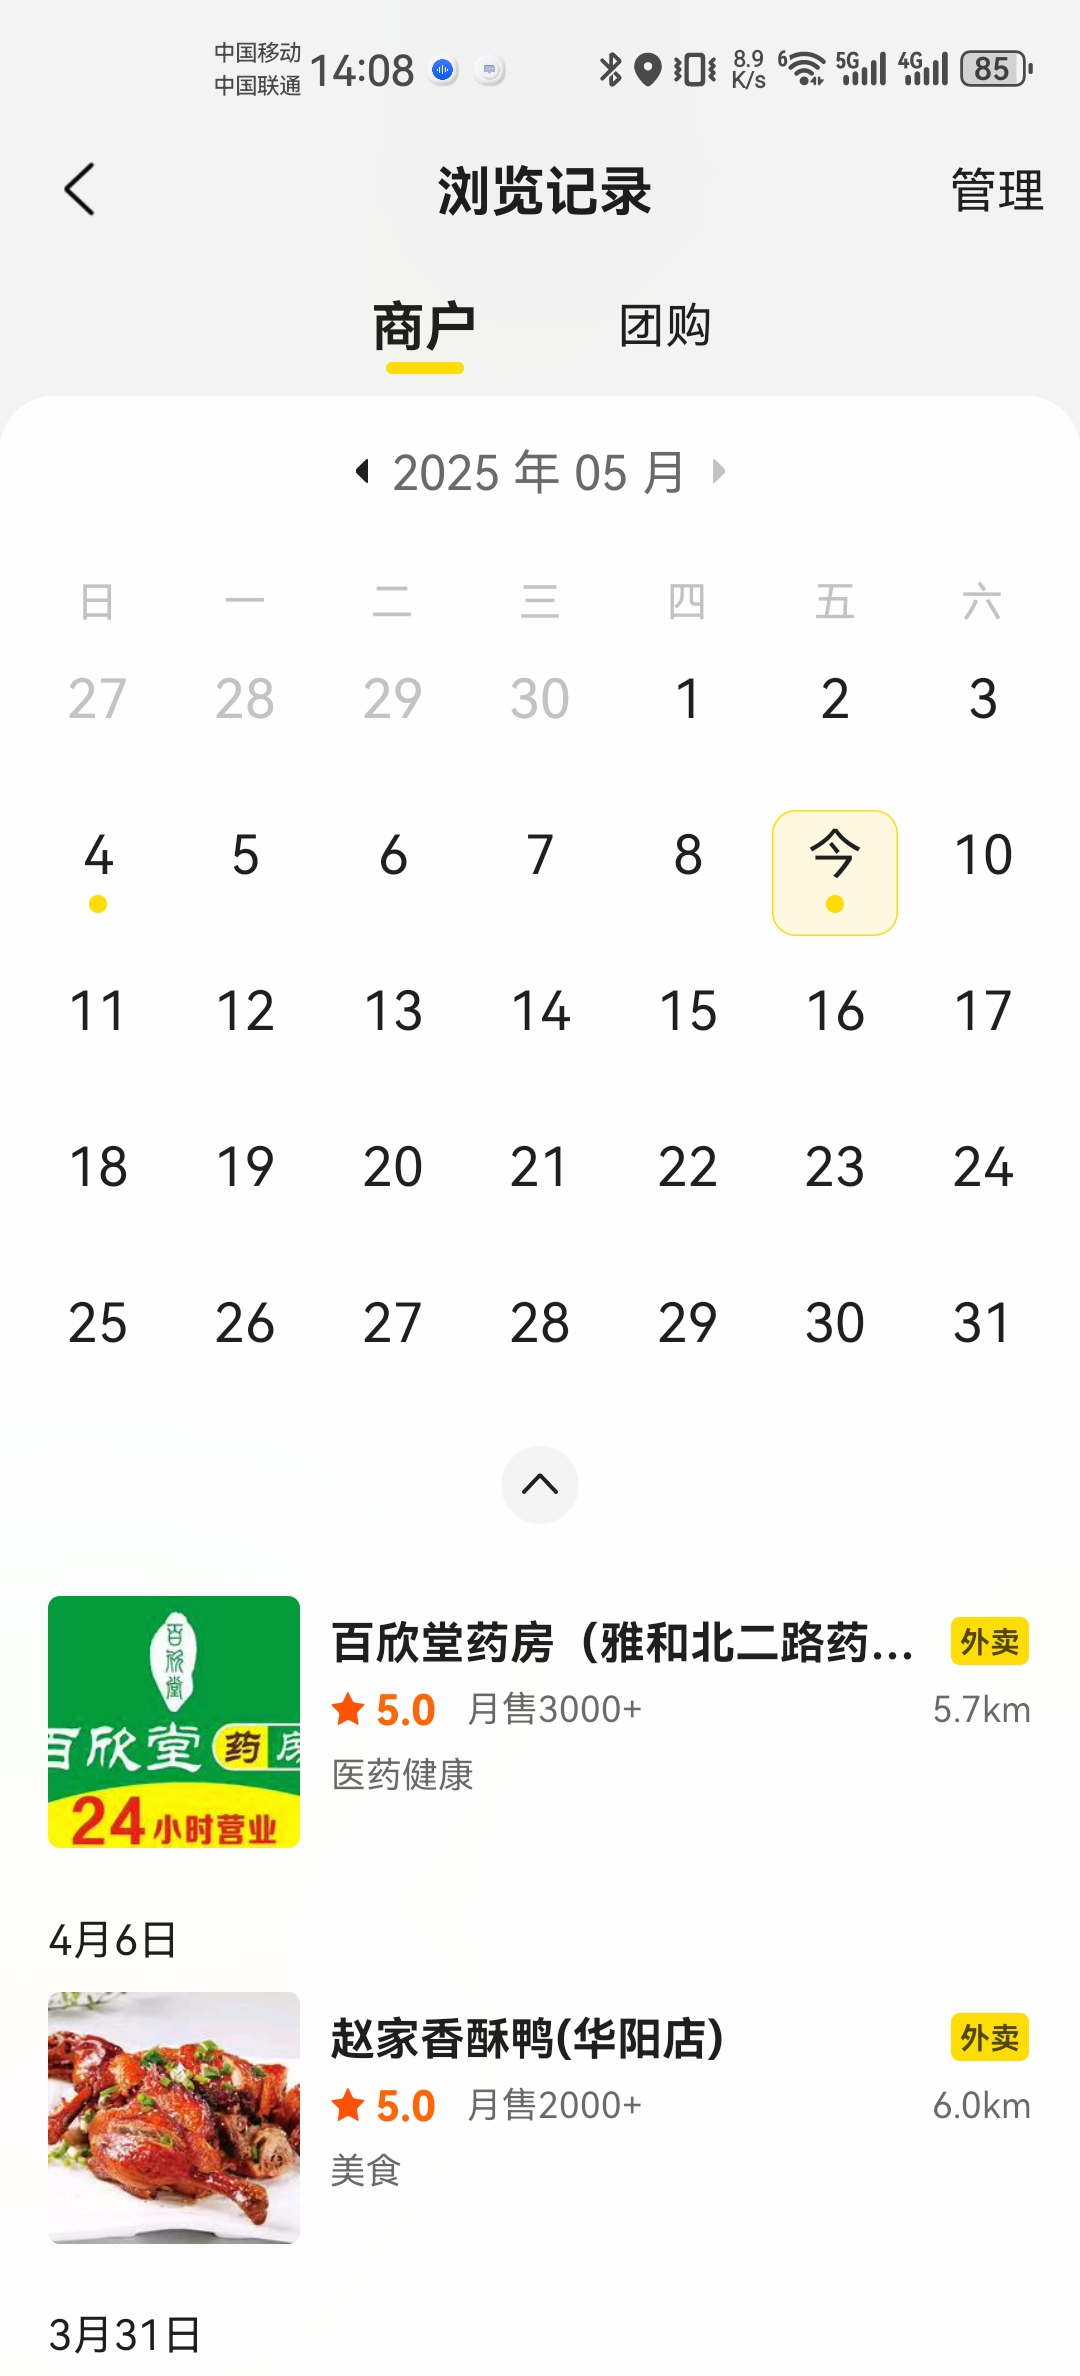 中国移动
中国联通
14:08
8.9
K/s
6
5G
4G
85
浏览记录
管理
商户
团购
2025 年 05 月
日 一 二 三 四 五 六
27 28 29 30 1 2 3
4 5 6 7 8 今 10
11 12 13 14 15 16 17
18 19 20 21 22 23 24
25 26 27 28 29 30 31
百欣堂
百欣堂 药房
24小时营业
百欣堂药房（雅和北二路药...
外卖
5.0 月售3000+
5.7km
医药健康
4月6日
赵家香酥鸭(华阳店)
外卖
5.0 月售2000+
6.0km
美食
3月31日